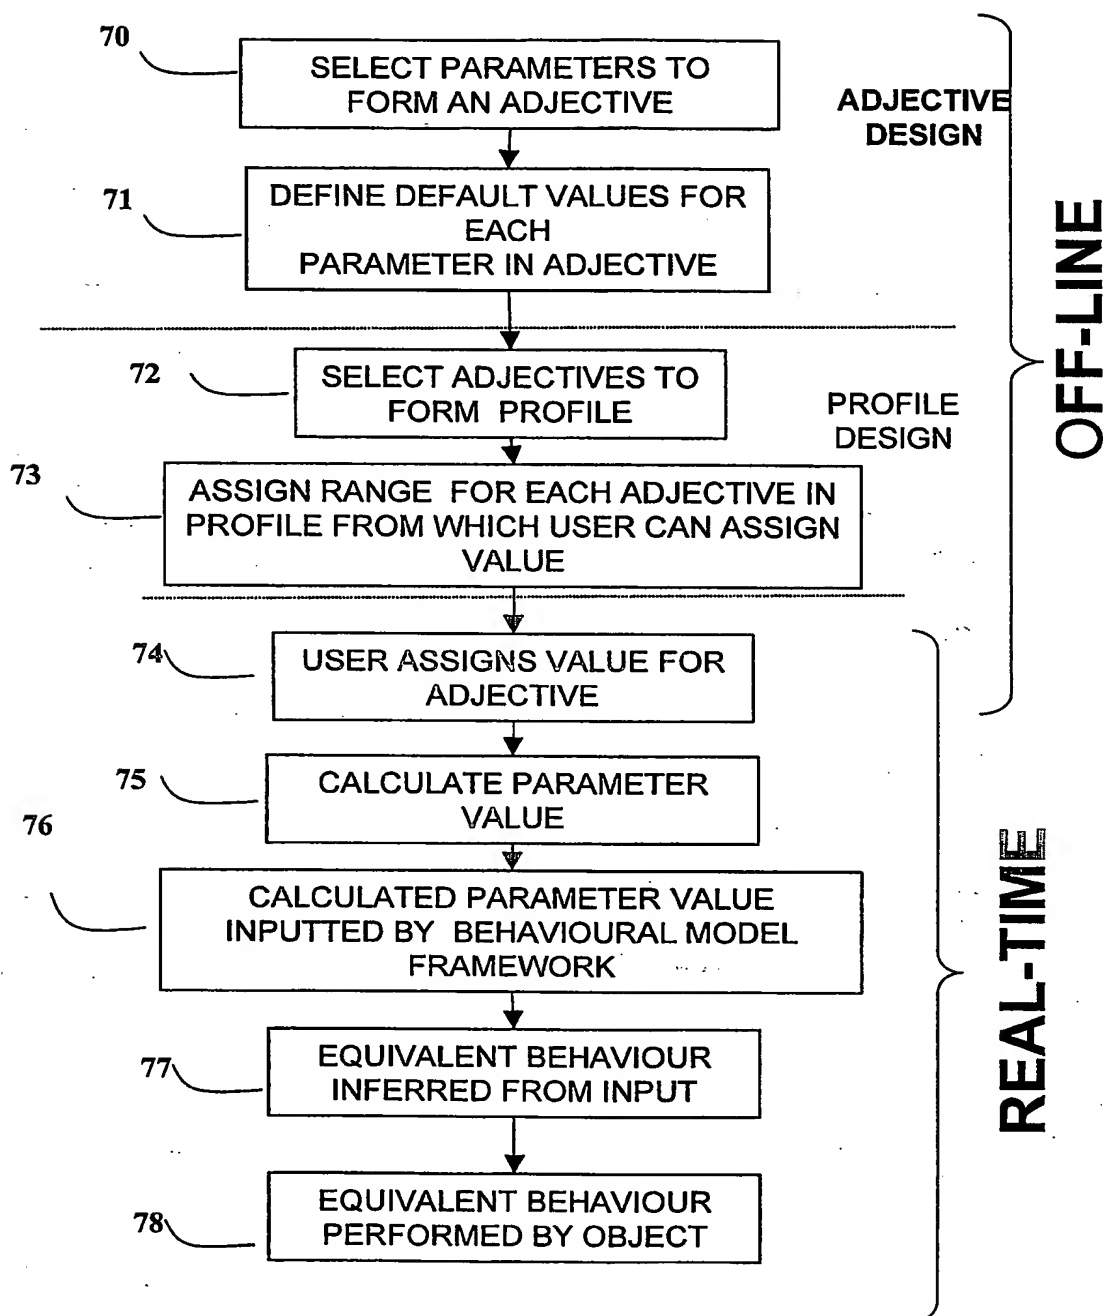 70
SELECT PARAMETERS TO
FORM AN ADJECTIVE
ADJECTIVE
DESIGN
71
DEFINE DEFAULT VALUES FOR
EACH
PARAMETER IN ADJECTIVE
OFF-LINE
72
SELECT ADJECTIVES TO
FORM PROFILE
PROFILE
DESIGN
73
ASSIGN RANGE FOR EACH ADJECTIVE IN
PROFILE FROM WHICH USER CAN ASSIGN
VALUE
74
USER ASSIGNS VALUE FOR
ADJECTIVE
75
CALCULATE PARAMETER
VALUE
76
CALCULATED PARAMETER VALUE
INPUTTED BY BEHAVIOURAL MODEL
FRAMEWORK
REAL-TIME
77
EQUIVALENT BEHAVIOUR
INFERRED FROM INPUT
78
EQUIVALENT BEHAVIOUR
PERFORMED BY OBJECT